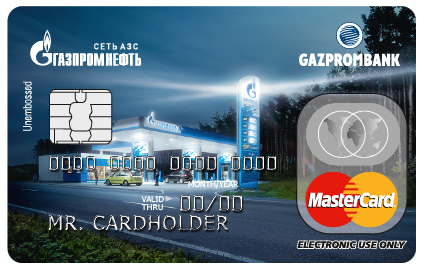 СЕТЬ АЗС
ГАЗПРОМНЕФТЬ
GAZPROMBANK
Unembossed
0000 0000 0000 0000
MONTH/YEAR
VALID THRU 00/00
MR. CARDHOLDER
MasterCard
ELECTRONIC USE ONLY